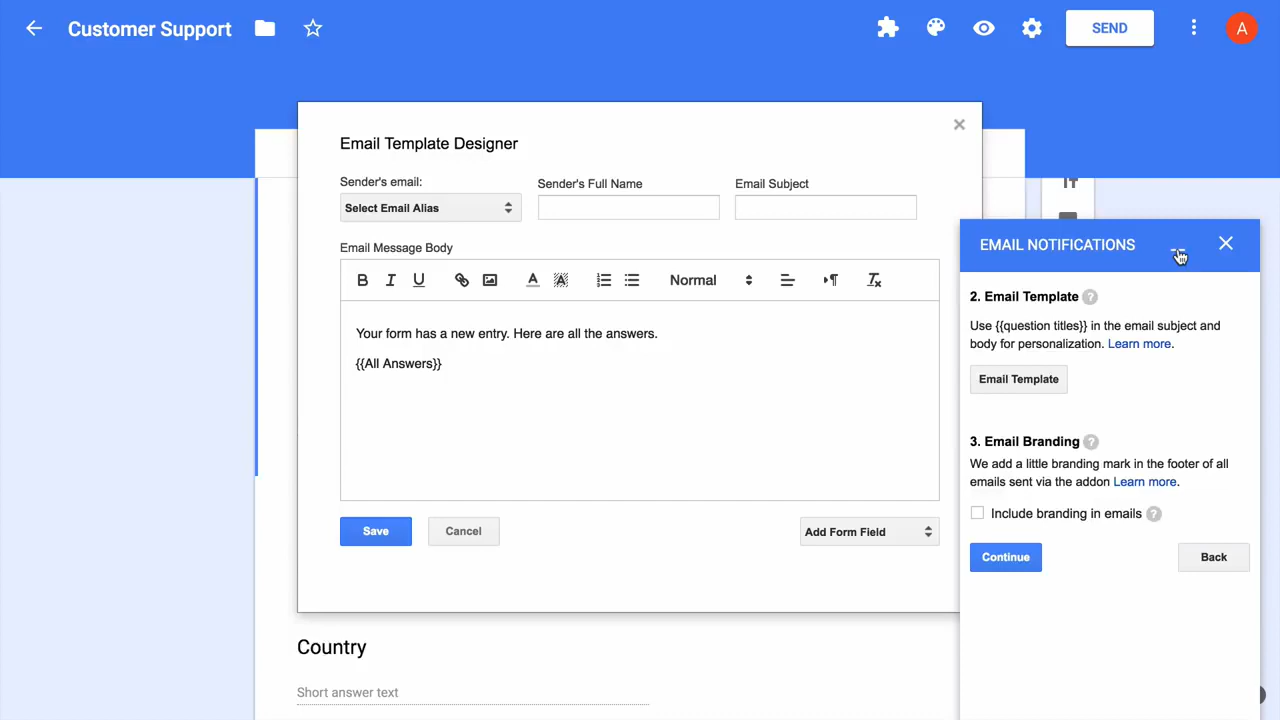 Customer Support
SEND
A
Email Template Designer
Sender's email:
Sender's Full Name
Email Subject
Select Email Alias
Email Message Body
B I U
A A
Normal
Your form has a new entry. Here are all the answers.
{{All Answers}}
Save
Cancel
Add Form Field
Country
Short answer text
EMAIL NOTIFICATIONS
2. Email Template ?
Use {{question titles}} in the email subject and
body for personalization. Learn more.
Email Template
3. Email Branding ?
We add a little branding mark in the footer of all
emails sent via the addon Learn more.
Include branding in emails ?
Continue
Back